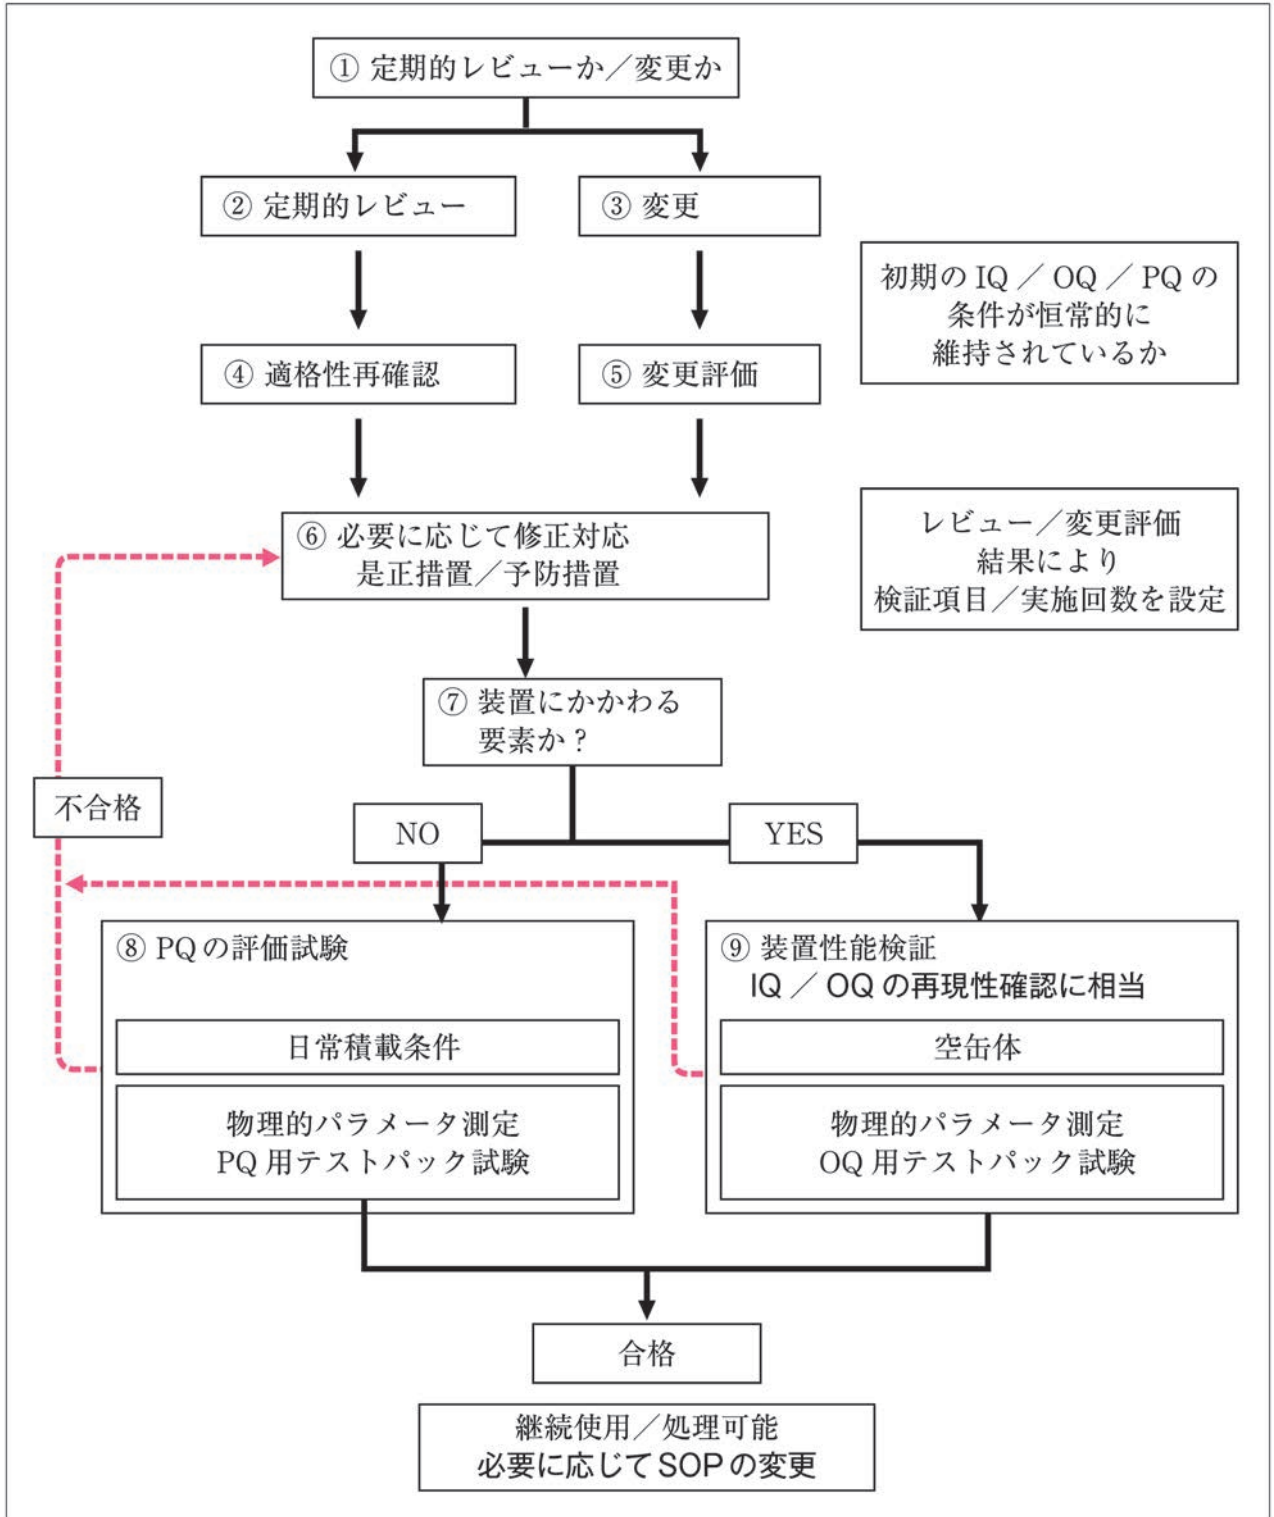 ① 定期的レビューか／変更か
② 定期的レビュー
③ 変更
初期の IQ ／ OQ ／ PQ の
条件が恒常的に
維持されているか
④ 適格性再確認
⑤ 変更評価
レビュー／変更評価
結果により
検証項目／実施回数を設定
⑥ 必要に応じて修正対応
是正措置／予防措置
⑦ 装置にかかわる
要素か？
不合格
NO
YES
⑧ PQの評価試験
日常積載条件
物理的パラメータ測定
PQ 用テストパック試験
⑨ 装置性能検証
IQ ／ OQ の再現性確認に相当
空缶体
物理的パラメータ測定
OQ 用テストパック試験
合格
継続使用／処理可能
必要に応じて SOP の変更